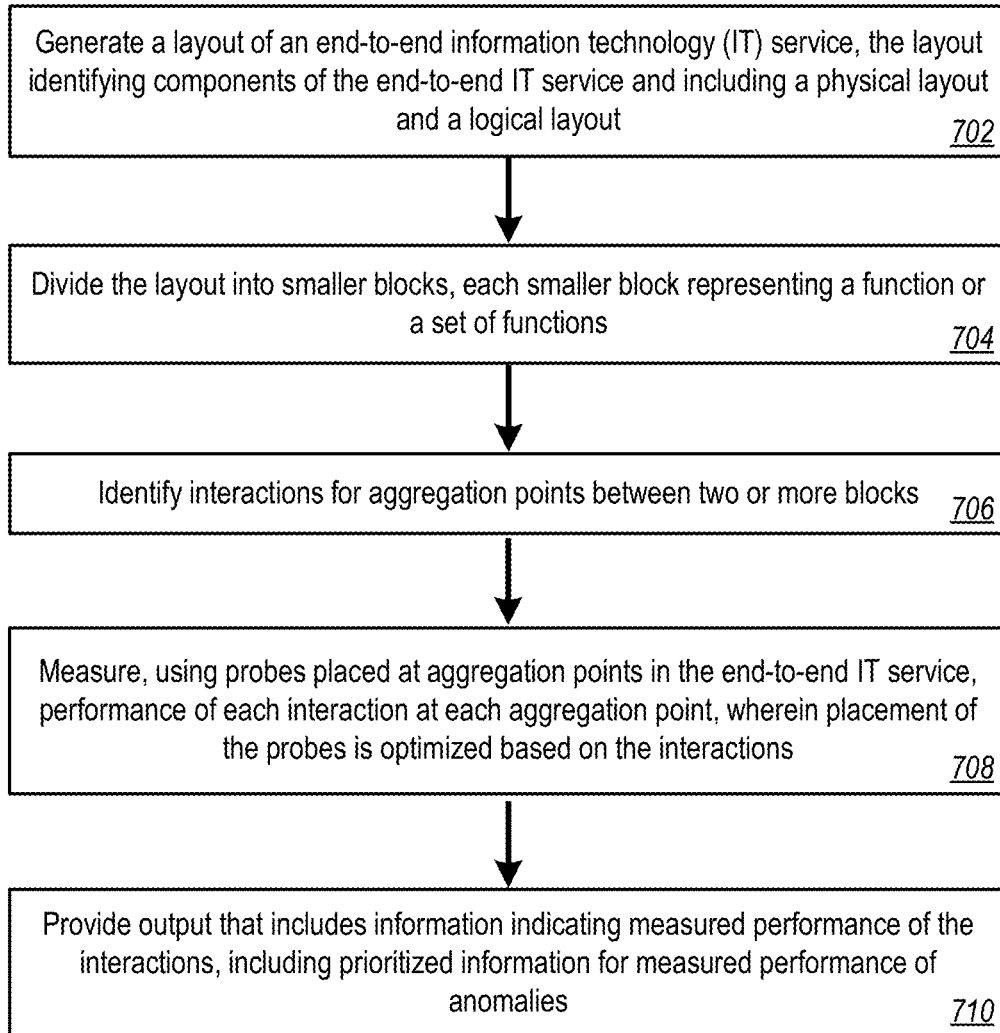 Generate a layout of an end-to-end information technology (IT) service, the layout
identifying components of the end-to-end IT service and including a physical layout
and a logical layout
702
Divide the layout into smaller blocks, each smaller block representing a function or
a set of functions
704
Identify interactions for aggregation points between two or more blocks
706
Measure, using probes placed at aggregation points in the end-to-end IT service,
performance of each interaction at each aggregation point, wherein placement of
the probes is optimized based on the interactions
708
Provide output that includes information indicating measured performance of the
interactions, including prioritized information for measured performance of
anomalies
710